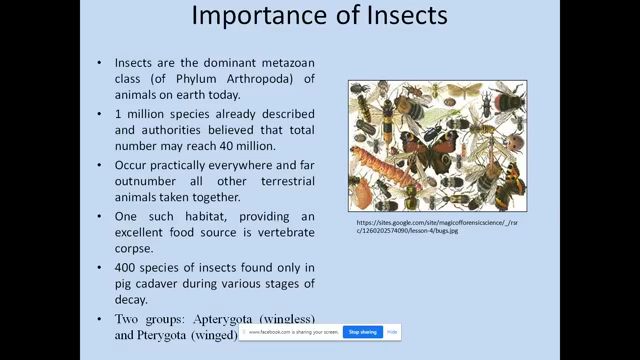 Importance of Insects
• Insects are the dominant metazoan
class (of Phylum Arthropoda) of
animals on earth today.
• 1 million species already described
and authorities believed that total
number may reach 40 million.
• Occur practically everywhere and far
outnumber all other terrestrial
animals taken together.
• One such habitat, providing an
excellent food source is vertebrate
corpse.
• 400 species of insects found only in
pig cadaver during various stages of
decay.
• Two groups: Apterygota (wingless)
and Pterygota (winged)
https://sites.google.com/site/magicofforensicscience/_/rsr
c/1260202574090/lesson-4/bugs.jpg
www.facebook.com is sharing your screen. Stop sharing Hide